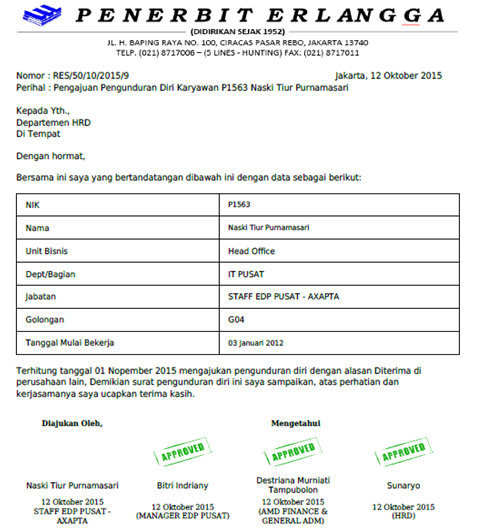 PENERBIT ERLANGGA
(DIDIRIKAN SEJAK 1952)
JL. H. BAPING RAYA NO. 100, CIRACAS PASAR REBO, JAKARTA 13740
TELP. (021) 8717006 – (5 LINES - HUNTING) FAX: (021) 8717011
Nomor : RES/50/10/2015/9 Jakarta, 12 Oktober 2015
Perihal : Pengajuan Pengunduran Diri Karyawan P1563 Naski Tiur Purnamasari
Kepada Yth.,
Departemen HRD
Di Tempat
Dengan hormat,
Bersama ini saya yang bertandatangan dibawah ini dengan data sebagai berikut:
NIK P1563
Nama Naski Tiur Purnamasari
Unit Bisnis Head Office
Dept/Bagian IT PUSAT
Jabatan STAFF EDP PUSAT - AXAPTA
Golongan G04
Tanggal Mulai Bekerja 03 Januari 2012
Terhitung tanggal 01 Nopember 2015 mengajukan pengunduran diri dengan alasan Diterima di
perusahaan lain, Demikian surat pengunduran diri ini saya sampaikan, atas perhatian dan
kerjasamanya saya ucapkan terima kasih.
Diajukan Oleh, Mengetahui
APPROVED APPROVED APPROVED
Naski Tiur Purnamasari Bitri Indriany Destriana Murniati Tampubolon Sunaryo
12 Oktober 2015 12 Oktober 2015 12 Oktober 2015 12 Oktober 2015
STAFF EDP PUSAT - AXAPTA (MANAGER EDP PUSAT) (AMD FINANCE & GENERAL ADM) (HRD)